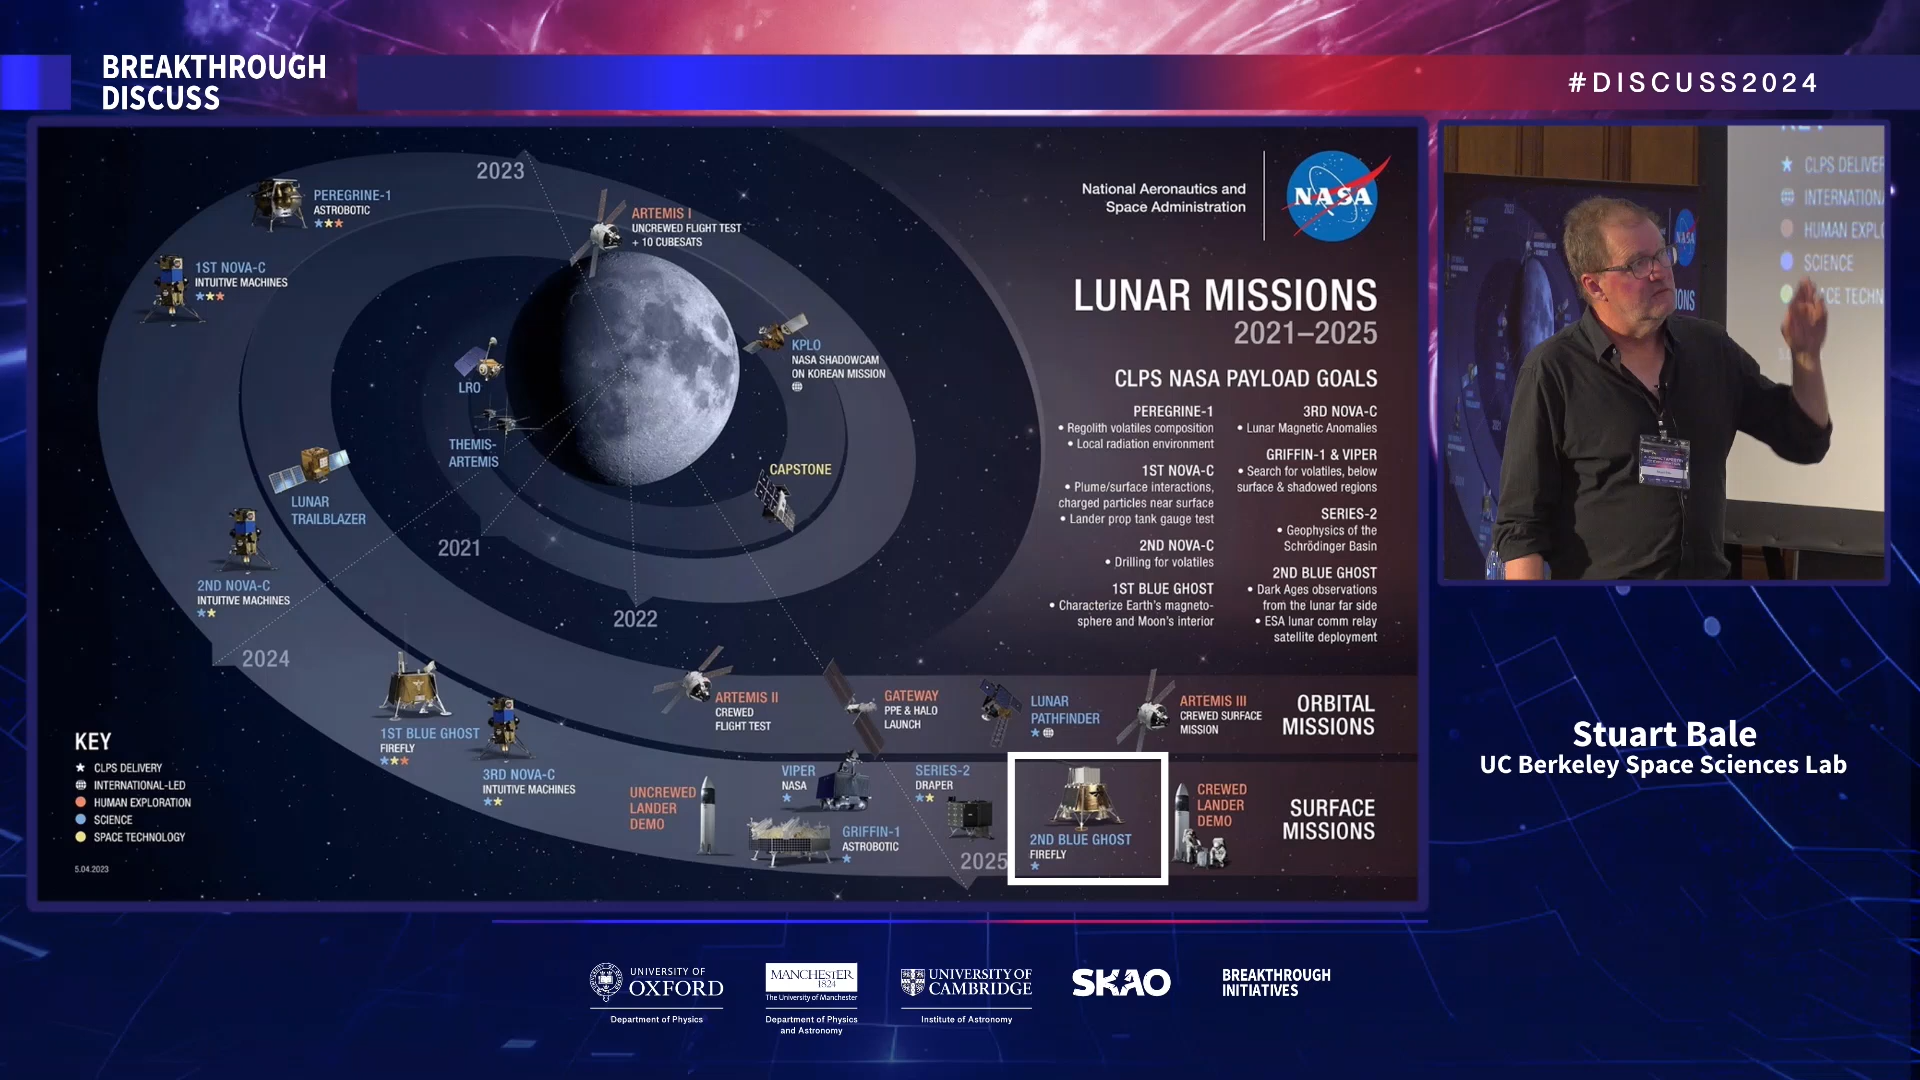 BREAKTHROUGH
DISCUSS
#DISCUSS2024
2023
PEREGRINE-1
ASTROBOTIC
ARTEMIS I
UNCREWED FLIGHT TEST
+ 10 CUBESATS
1ST NOVA-C
INTUITIVE MACHINES
KPLO
NASA SHADOWCAM
ON KOREAN MISSION
LRO
THEMIS-
ARTEMIS
CAPSTONE
LUNAR
TRAILBLAZER
2021
2ND NOVA-C
INTUITIVE MACHINES
2022
2024
National Aeronautics and
Space Administration
NASA
LUNAR MISSIONS
2021–2025
CLPS NASA PAYLOAD GOALS
PEREGRINE-1
• Regolith volatiles composition
• Local radiation environment
1ST NOVA-C
• Plume/surface interactions,
charged particles near surface
• Lander prop tank gauge test
2ND NOVA-C
• Drilling for volatiles
1ST BLUE GHOST
• Characterize Earth's magneto-
sphere and Moon's interior
3RD NOVA-C
• Lunar Magnetic Anomalies
GRIFFIN-1 & VIPER
• Search for volatiles, below
surface & shadowed regions
SERIES-2
• Geophysics of the
Schrödinger Basin
2ND BLUE GHOST
• Dark Ages observations
from the lunar far side
• ESA lunar comm relay
satellite deployment
ARTEMIS II
CREWED
FLIGHT TEST
GATEWAY
PPE & HALO
LAUNCH
LUNAR
PATHFINDER
ARTEMIS III
CREWED SURFACE
MISSION
ORBITAL
MISSIONS
1ST BLUE GHOST
FIREFLY
3RD NOVA-C
INTUITIVE MACHINES
UNCREWED
LANDER
DEMO
VIPER
NASA
GRIFFIN-1
ASTROBOTIC
SERIES-2
DRAPER
2025
2ND BLUE GHOST
FIREFLY
CREWED
LANDER
DEMO
SURFACE
MISSIONS
KEY
CLPS DELIVERY
INTERNATIONAL-LED
HUMAN EXPLORATION
SCIENCE
SPACE TECHNOLOGY
5.04.2023
CLPS DELIVER
INTERNATIONA
HUMAN EXPLO
SCIENCE
ACE TECHN
NASA
IONS
Stuart Bale
UC Berkeley Space Sciences Lab
UNIVERSITY OF
OXFORD
Department of Physics
MANCHESTER
1824
The University of Manchester
Department of Physics
and Astronomy
UNIVERSITY OF
CAMBRIDGE
Institute of Astronomy
SKAO
BREAKTHROUGH
INITIATIVES